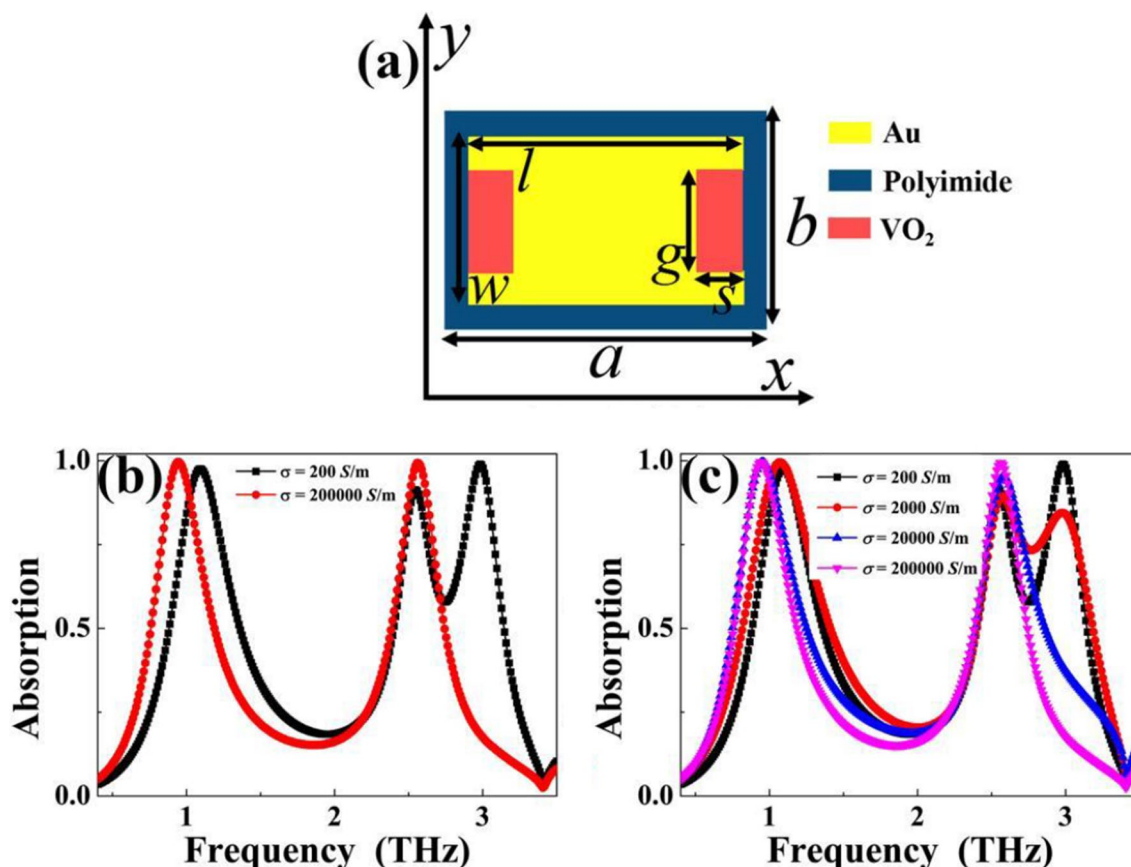 (a)
y
l
w
g
s
b
a
x
Au
Polyimide
VO₂
(b)
σ = 200 S/m
σ = 200000 S/m
1.0
0.5
0.0
Absorption
1 2 3
Frequency (THz)
(c)
σ = 200 S/m
σ = 2000 S/m
σ = 20000 S/m
σ = 200000 S/m
1.0
0.5
0.0
Absorption
1 2 3
Frequency (THz)